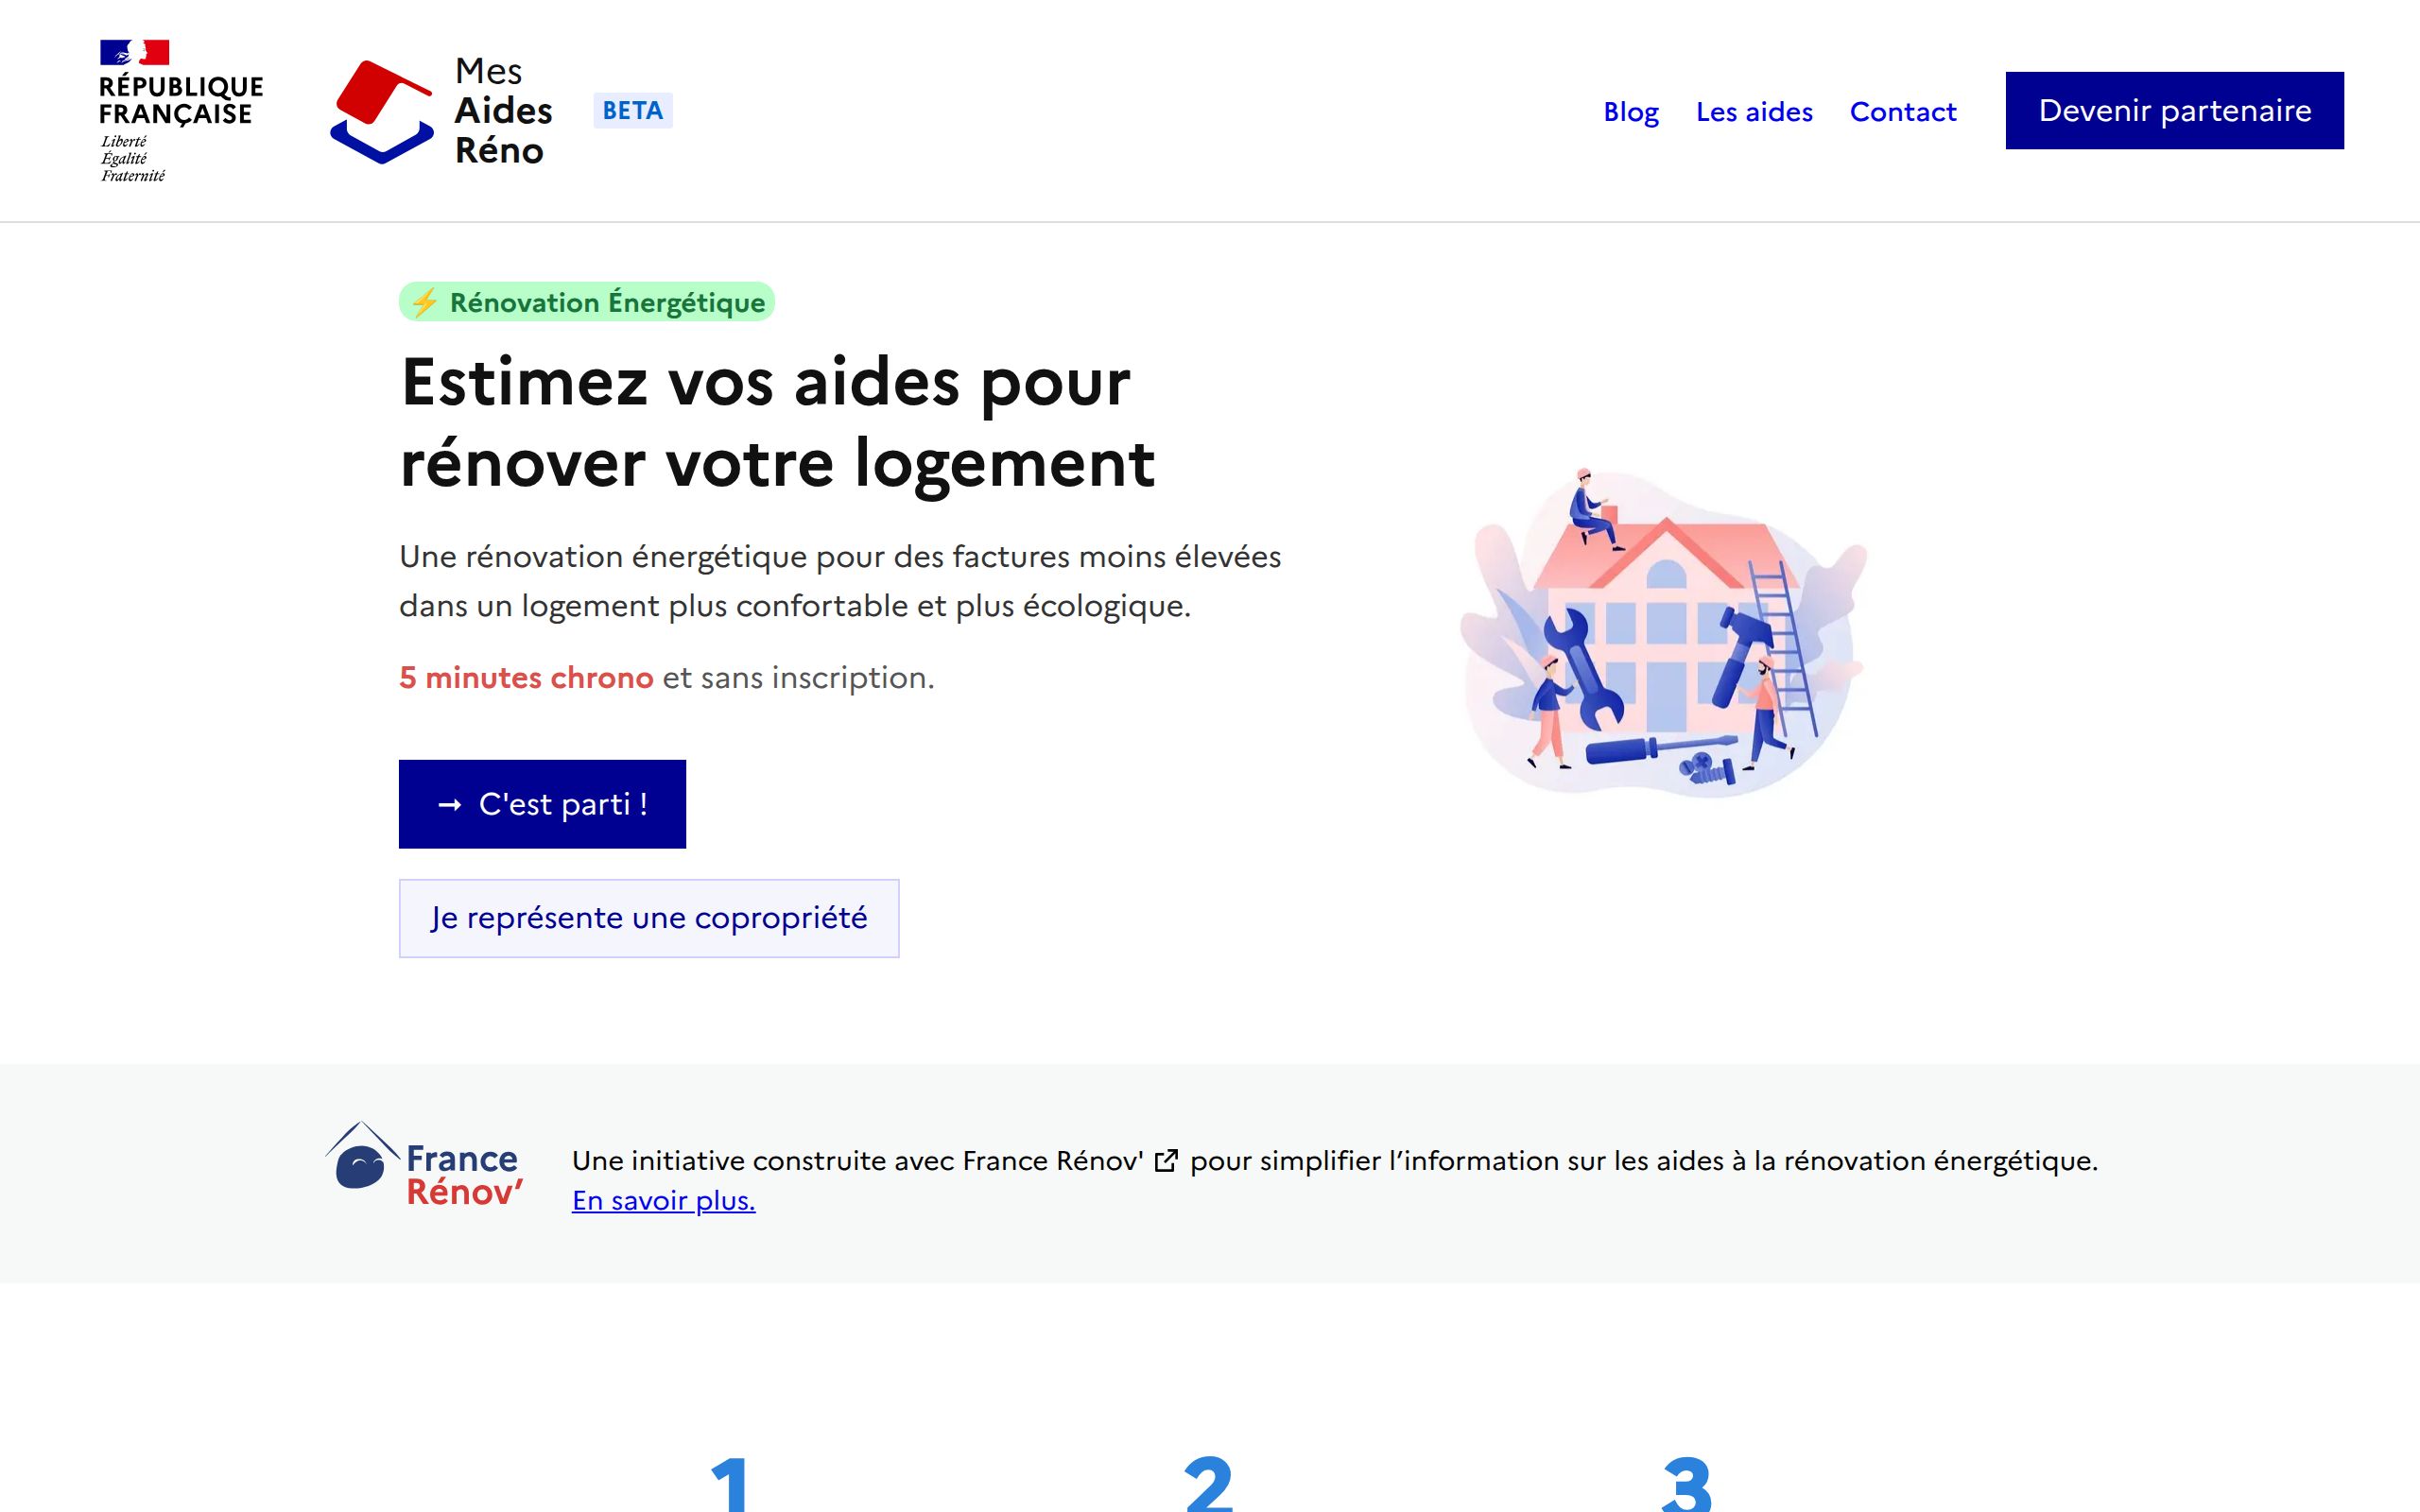 RÉPUBLIQUE
FRANÇAISE
Liberté
Égalité
Fraternité
Mes
Aides
Réno
BETA
Blog
Les aides
Contact
Devenir partenaire
⚡ Rénovation Énergétique
Estimez vos aides pour
rénover votre logement
Une rénovation énergétique pour des factures moins élevées
dans un logement plus confortable et plus écologique.
5 minutes chrono et sans inscription.
→ C'est parti !
Je représente une copropriété
France
Rénov’
Une initiative construite avec France Rénov' pour simplifier l’information sur les aides à la rénovation énergétique.
En savoir plus.
1
2
3